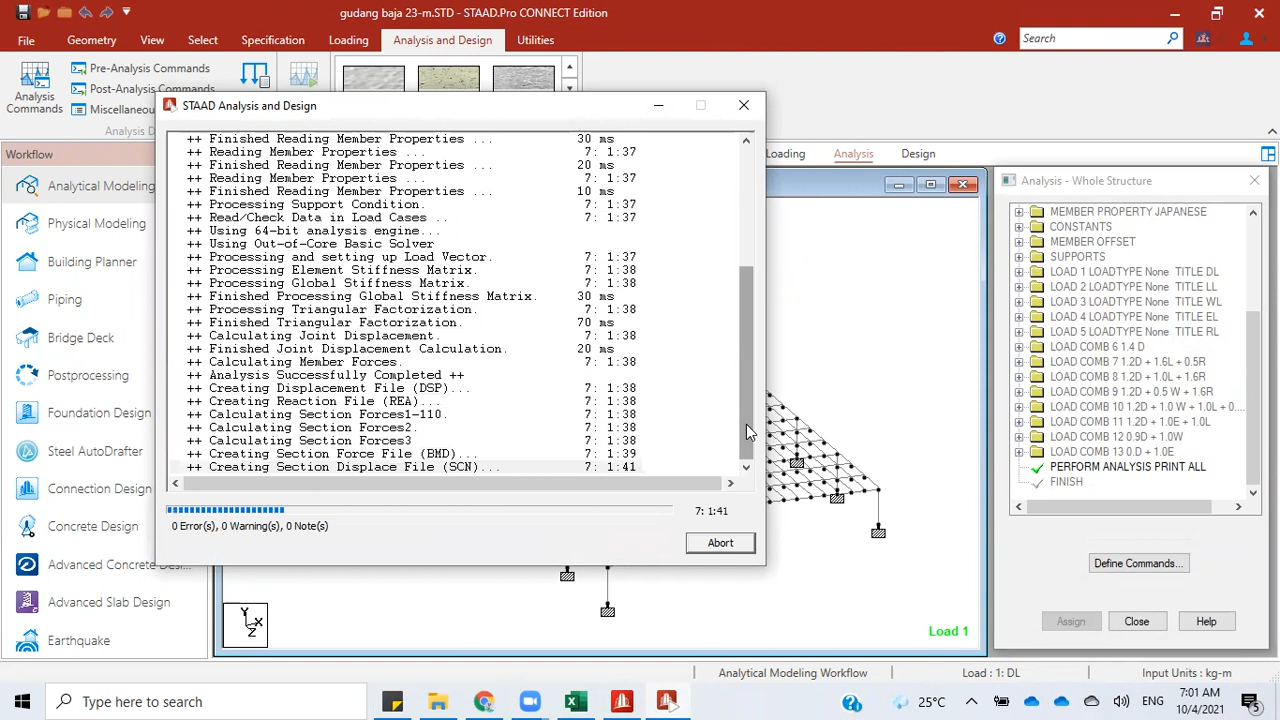 gudang baja 23-m.STD - STAAD.Pro CONNECT Edition
File Geometry View Select Specification Loading Analysis and Design Utilities
Search
Analysis
Commands
Pre-Analysis Commands
Post-Analysis Comma
Miscellaneou
Analysis D
Workflow
Analytical Modeling
Physical Modeling
Building Planner
Piping
Bridge Deck
Postprocessing
Foundation Design
Steel AutoDrafter
Connection Design
Concrete Design
Advanced Concrete Desi...
Advanced Slab Design
Earthquake
STAAD Analysis and Design
++ Finished Reading Member Properties ... 30 ms
++ Reading Member Properties ... 7: 1:37
++ Finished Reading Member Properties ... 20 ms
++ Reading Member Properties ... 7: 1:37
++ Finished Reading Member Properties ... 10 ms
++ Processing Support Condition. 7: 1:37
++ Read/Check Data in Load Cases .. 7: 1:37
++ Using 64-bit analysis engine...
++ Using Out-of-Core Basic Solver
++ Processing and setting up Load Vector. 7: 1:37
++ Processing Element Stiffness Matrix. 7: 1:38
++ Processing Global Stiffness Matrix. 7: 1:38
++ Finished Processing Global Stiffness Matrix. 30 ms
++ Processing Triangular Factorization. 7: 1:38
++ Finished Triangular Factorization. 70 ms
++ Calculating Joint Displacement. 7: 1:38
++ Finished Joint Displacement Calculation. 20 ms
++ Calculating Member Forces. 7: 1:38
++ Analysis Successfully Completed ++
++ Creating Displacement File (DSP)... 7: 1:38
++ Creating Reaction File (REA)... 7: 1:38
++ Calculating Section Forces1-110. 7: 1:38
++ Calculating Section Forces2. 7: 1:38
++ Calculating Section Forces3 7: 1:38
++ Creating Section Force File (BMD)... 7: 1:39
++ Creating Section Displace File (SCN)... 7: 1:41
7: 1:41
0 Error(s), 0 Warning(s), 0 Note(s)
Abort
Loading Analysis Design
Y
X
Z
Load 1
Analysis - Whole Structure
MEMBER PROPERTY JAPANESE
CONSTANTS
MEMBER OFFSET
SUPPORTS
LOAD 1 LOADTYPE None TITLE DL
LOAD 2 LOADTYPE None TITLE LL
LOAD 3 LOADTYPE None TITLE WL
LOAD 4 LOADTYPE None TITLE EL
LOAD 5 LOADTYPE None TITLE RL
LOAD COMB 6 1.4 D
LOAD COMB 7 1.2D + 1.6L + 0.5R
LOAD COMB 8 1.2D + 1.0L + 1.6R
LOAD COMB 9 1.2D + 0.5 W + 1.6R
LOAD COMB 10 1.2D + 1.0 W + 1.0L + 0....
LOAD COMB 11 1.2D + 1.0E + 1.0L
LOAD COMB 12 0.9D + 1.0W
LOAD COMB 13 0.D + 1.0E
PERFORM ANALYSIS PRINT ALL
FINISH
Define Commands...
Assign Close Help
Analytical Modeling Workflow Load : 1: DL Input Units : kg-m
Type here to search
25°C
ENG
7:01 AM
10/4/2021
5